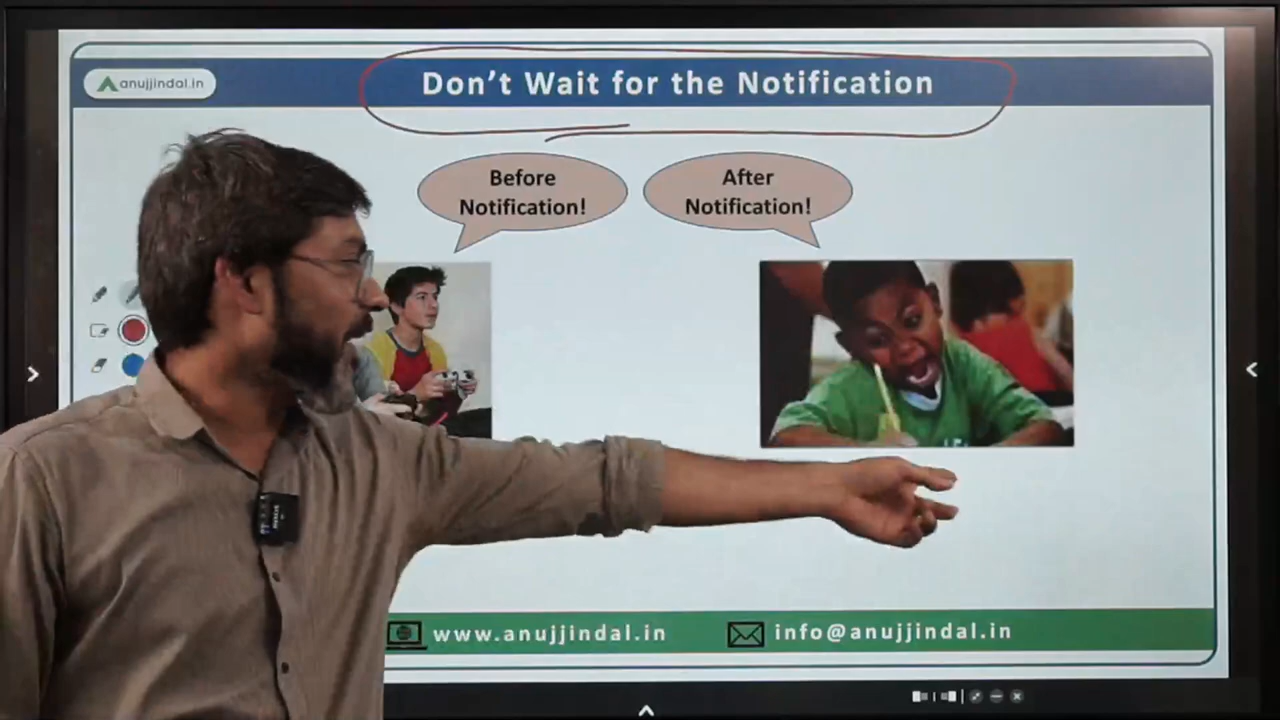 anujjindal.in
Don't Wait for the Notification
Before
Notification!
After
Notification!
www.anujjindal.in
info@anujjindal.in